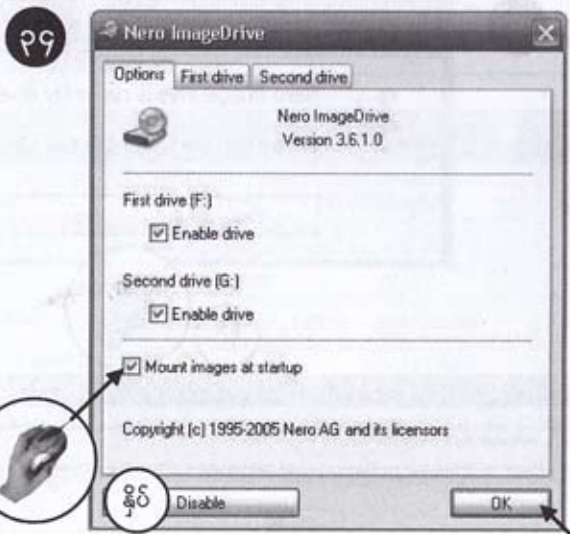 ၃၄
Nero ImageDrive
Options First drive Second drive
Nero ImageDrive
Version 3.6.1.0
First drive (F:)
Enable drive
Second drive (G:)
Enable drive
Mount images at startup
Copyright (c) 1995-2005 Nero AG and its licensors
နှိပ်
Disable
OK